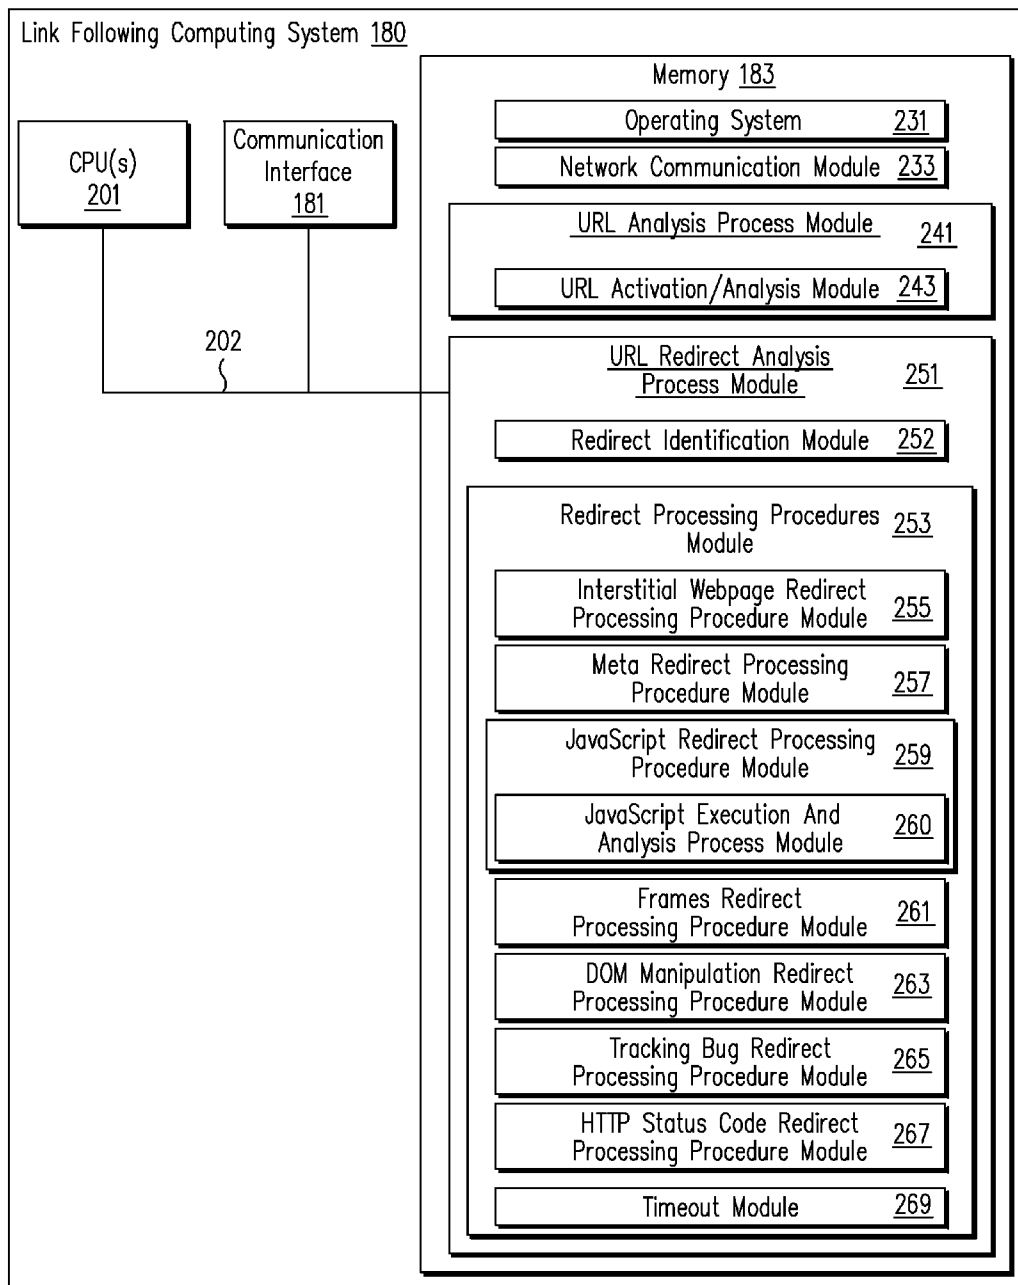 Link Following Computing System 180
Memory 183
Operating System 231
Network Communication Module 233
CPU(s)
201
Communication
Interface
181
URL Analysis Process Module 241
URL Activation/Analysis Module 243
202
URL Redirect Analysis
Process Module
251
Redirect Identification Module 252
Redirect Processing Procedures
Module
253
Interstitial Webpage Redirect
Processing Procedure Module
255
Meta Redirect Processing
Procedure Module
257
JavaScript Redirect Processing
Procedure Module
259
JavaScript Execution And
Analysis Process Module
260
Frames Redirect
Processing Procedure Module
261
DOM Manipulation Redirect
Processing Procedure Module
263
Tracking Bug Redirect
Processing Procedure Module
265
HTTP Status Code Redirect
Processing Procedure Module
267
Timeout Module 269